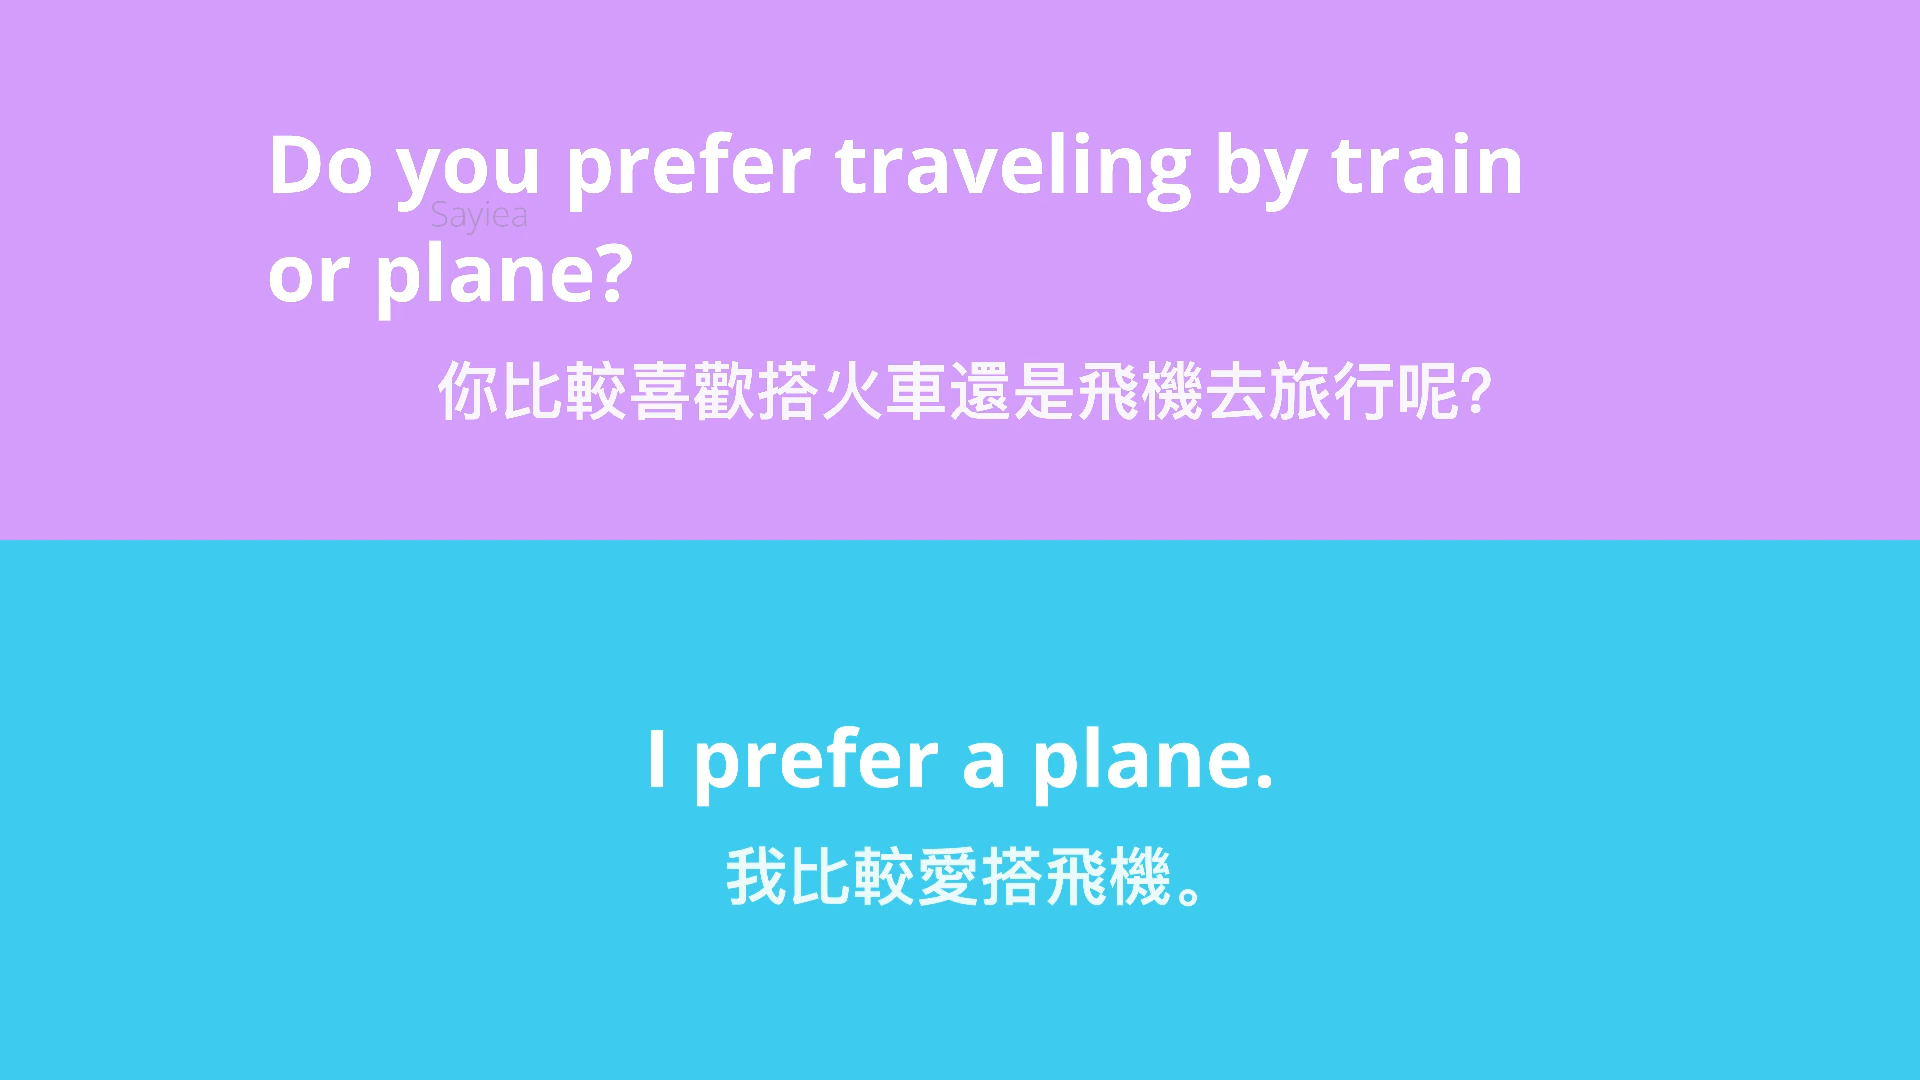 Do you prefer traveling by train
Sayiea
or plane?
你比較喜歡搭火車還是飛機去旅行呢?
I prefer a plane.
我比較愛搭飛機。